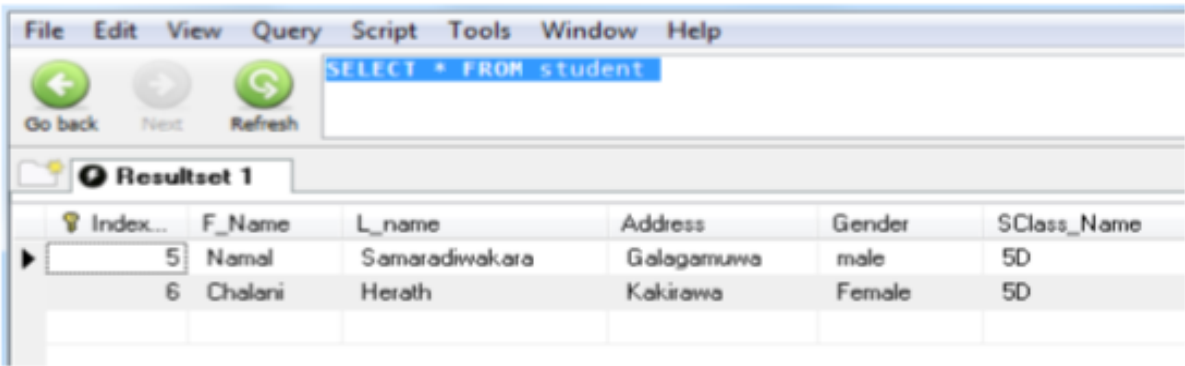 File Edit View Query Script Tools Window Help
SELECT * FROM student
Go back Next Refresh
Resultset 1
Index... F_Name L_name Address Gender SClass_Name
5 Namal Samaradiwakara Galagamuwa male 5D
6 Chalani Herath Kakirawa Female 5D